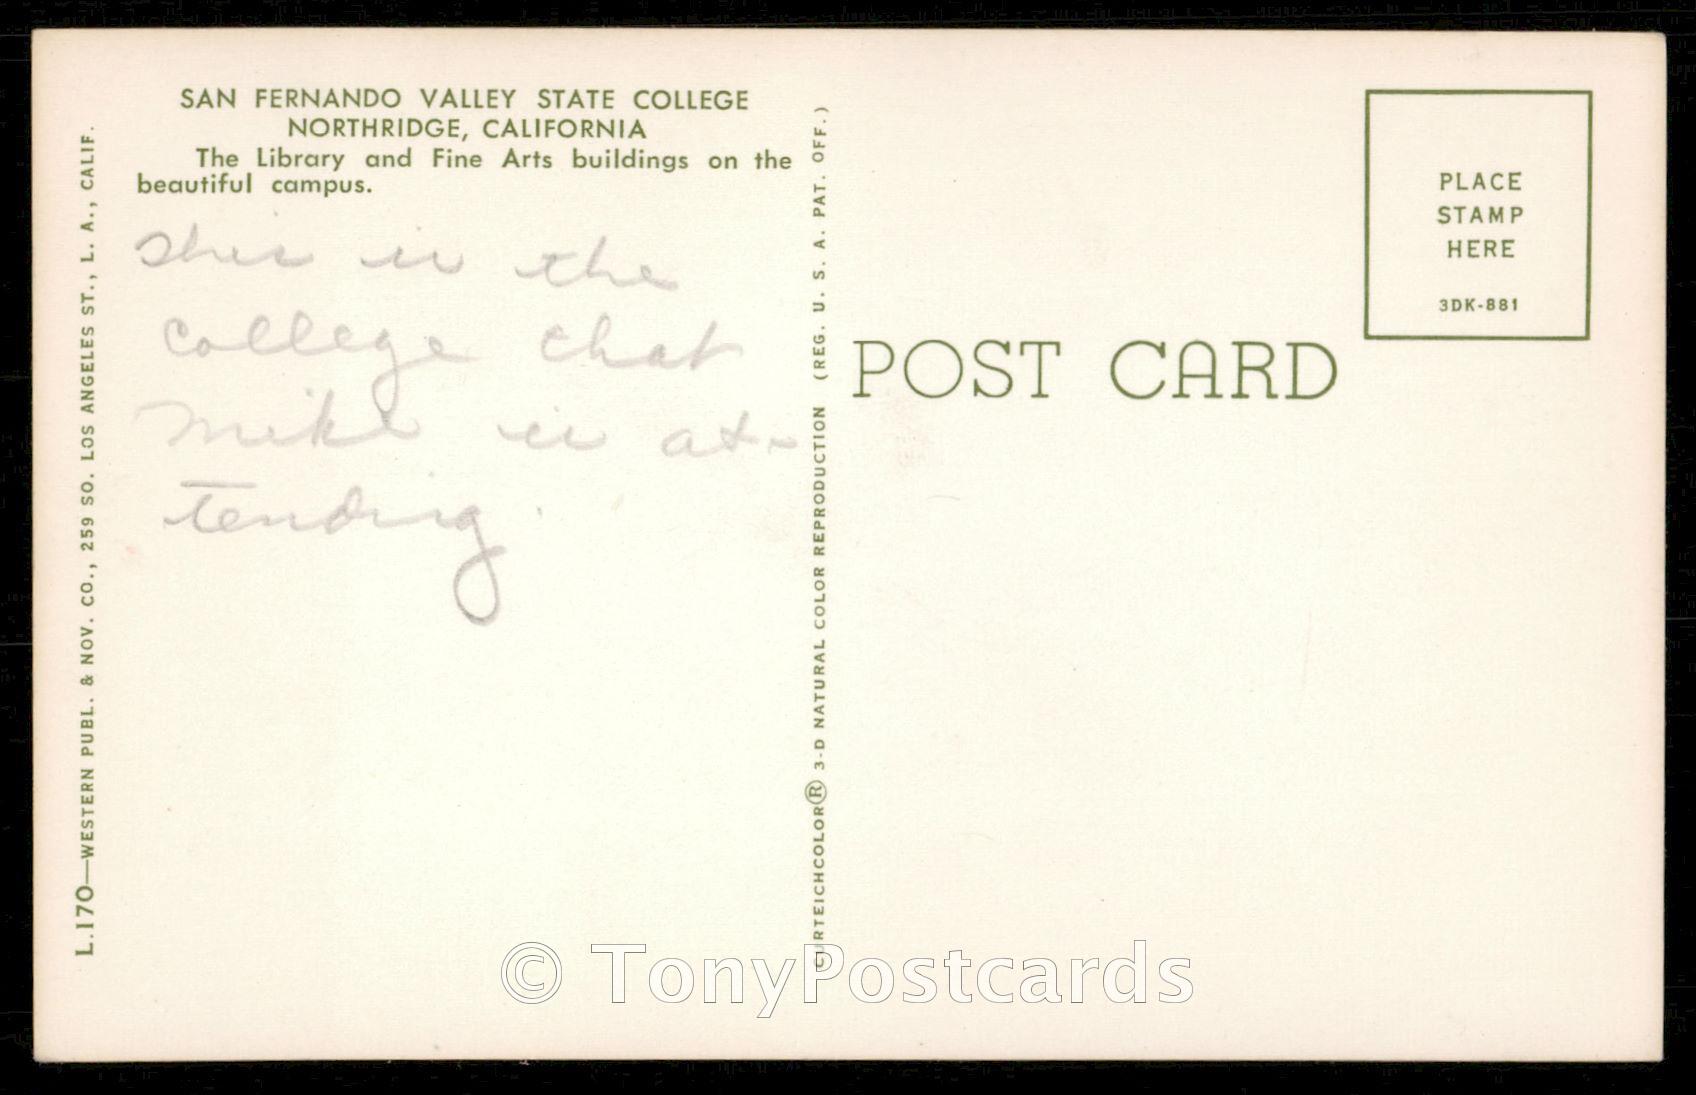 SAN FERNANDO VALLEY STATE COLLEGE
NORTHRIDGE, CALIFORNIA
The Library and Fine Arts buildings on the
beautiful campus.
This is the
college that
Mike is at-
tending.
L.170—WESTERN PUBL. & NOV. CO., 259 SO. LOS ANGELES ST., L. A., CALIF.
CURTEICHCOLOR® 3-D NATURAL COLOR REPRODUCTION (REG. U. S. A. PAT. OFF.)
POST CARD
PLACE
STAMP
HERE
3DK-881
© TonyPostcards